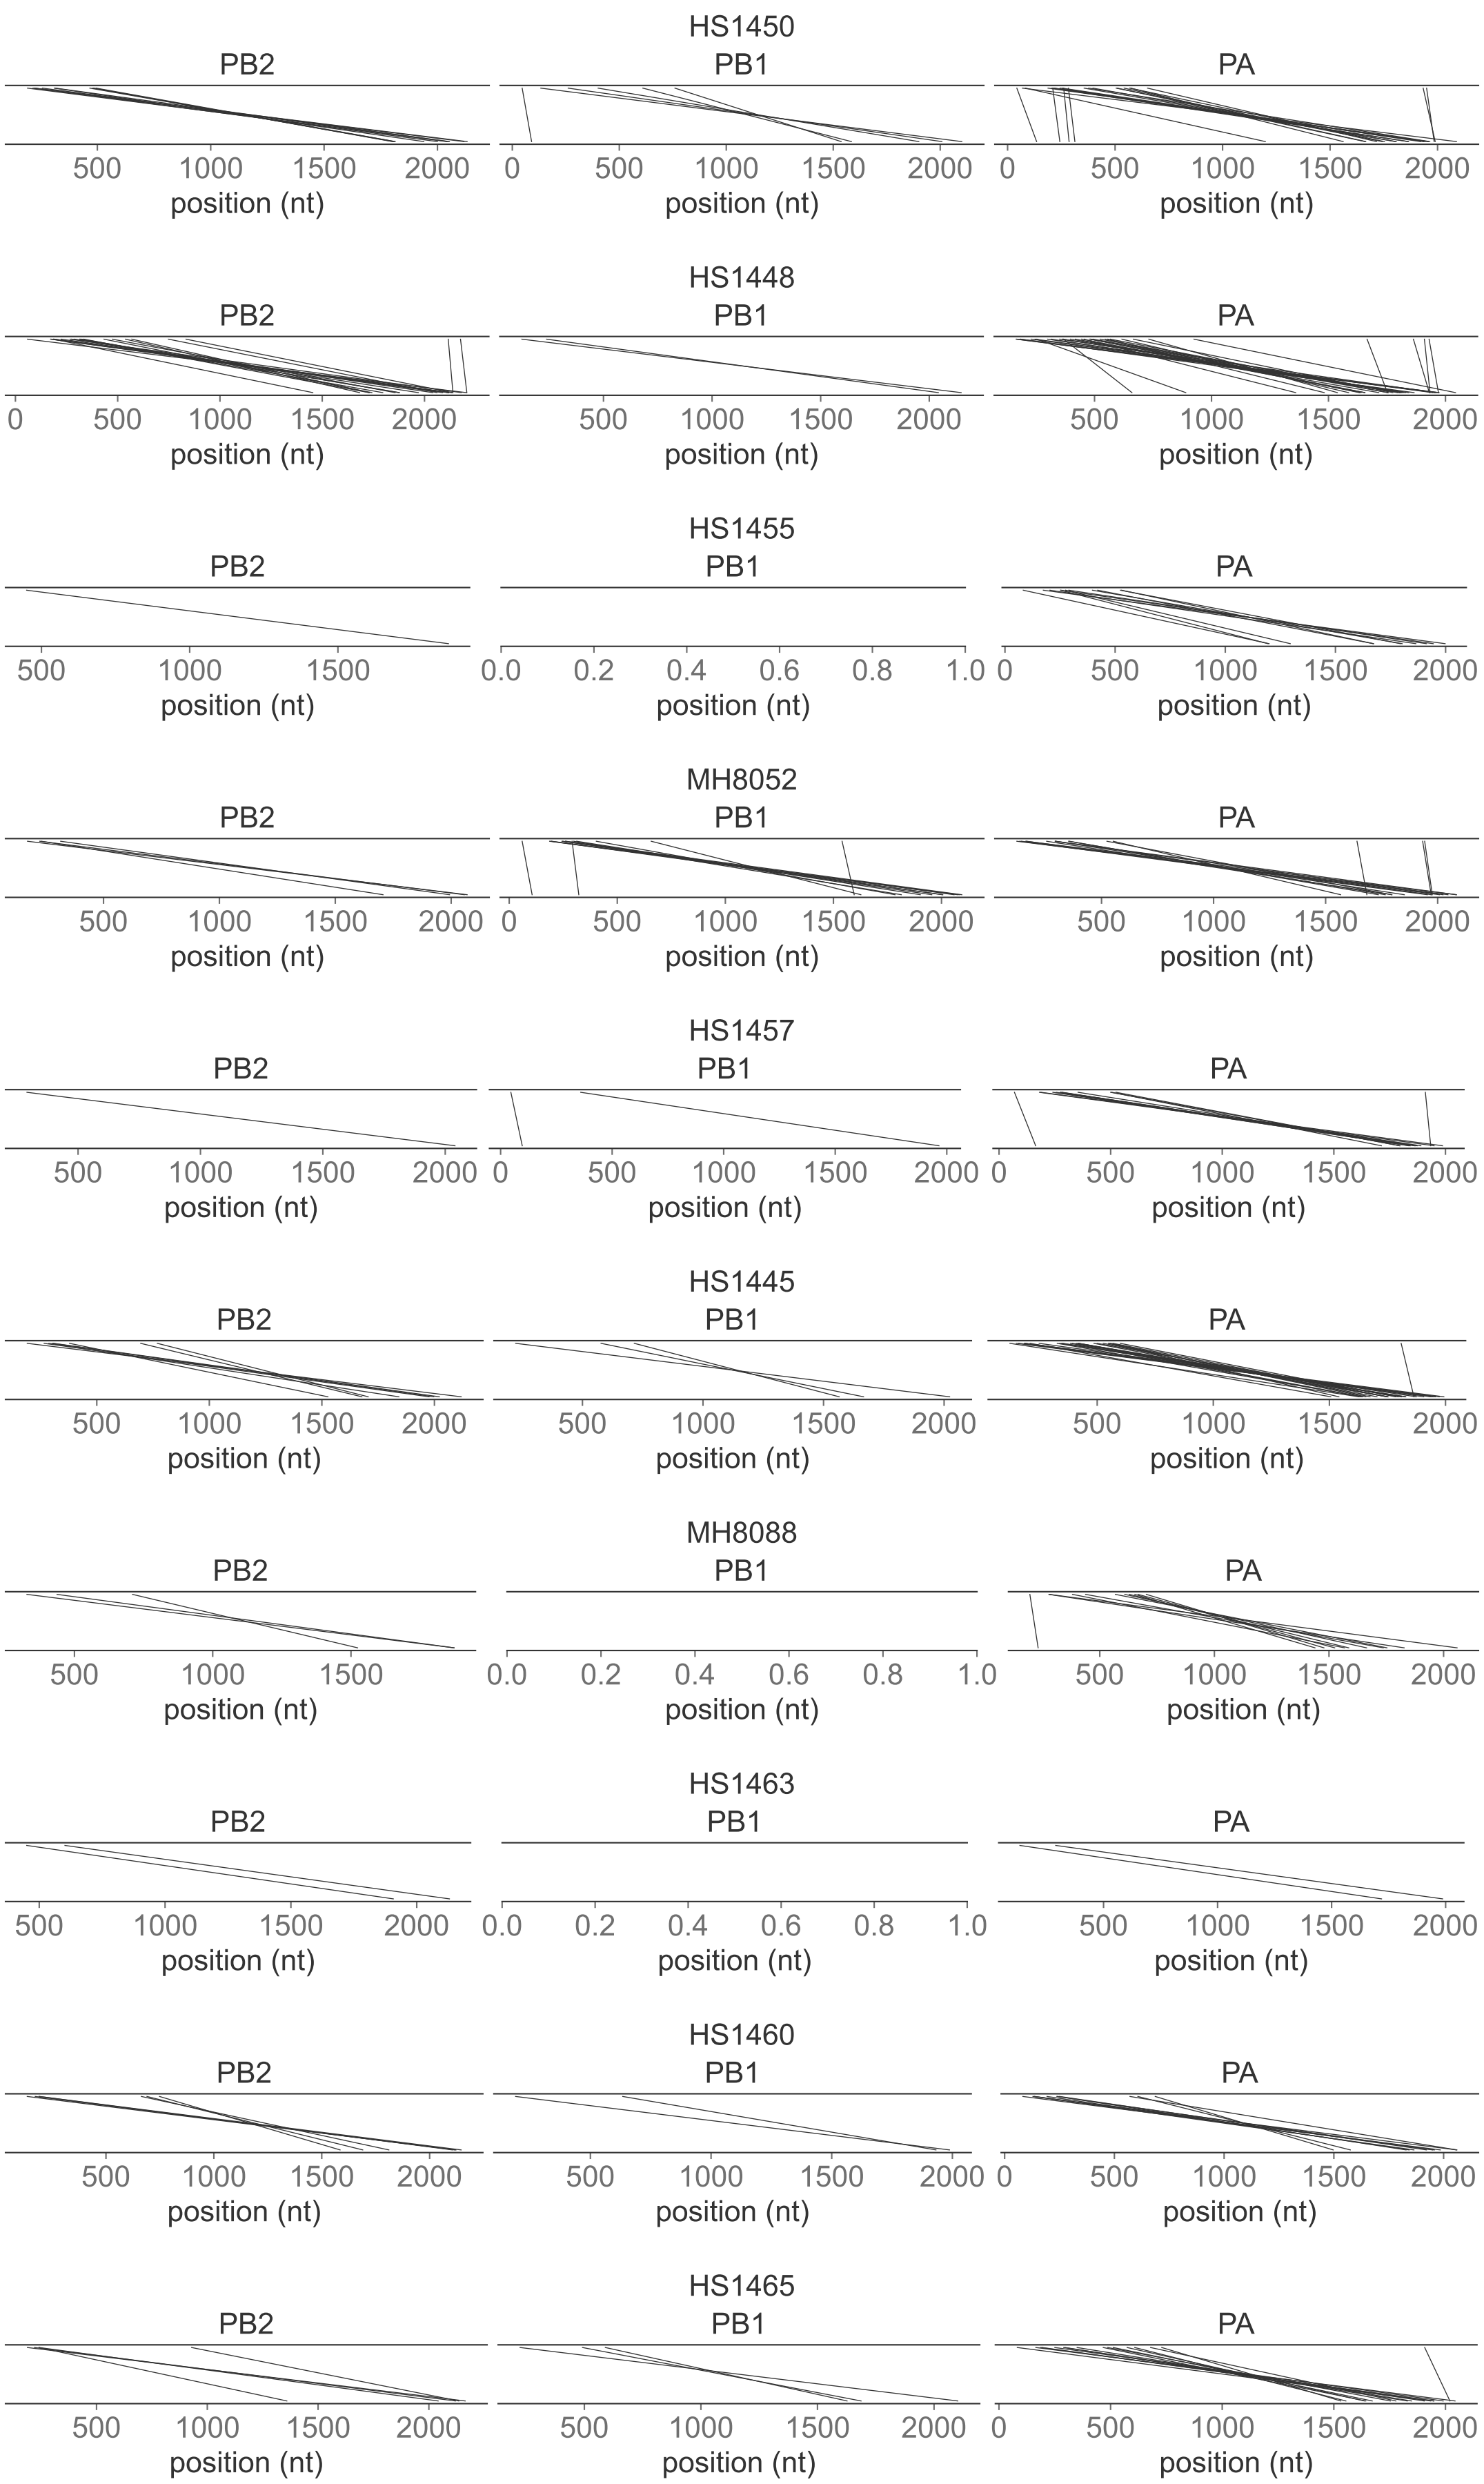 HS1450
PB2 PB1 PA
500 1000 1500 2000 0 500 1000 1500 2000 0 500 1000 1500 2000
position (nt) position (nt) position (nt)
HS1448
PB2 PB1 PA
0 500 1000 1500 2000 500 1000 1500 2000 500 1000 1500 2000
position (nt) position (nt) position (nt)
HS1455
PB2 PB1 PA
500 1000 1500 0.0 0.2 0.4 0.6 0.8 1.0 0 500 1000 1500 2000
position (nt) position (nt) position (nt)
MH8052
PB2 PB1 PA
500 1000 1500 2000 0 500 1000 1500 2000 500 1000 1500 2000
position (nt) position (nt) position (nt)
HS1457
PB2 PB1 PA
500 1000 1500 2000 0 500 1000 1500 2000 0 500 1000 1500 2000
position (nt) position (nt) position (nt)
HS1445
PB2 PB1 PA
500 1000 1500 2000 500 1000 1500 2000 500 1000 1500 2000
position (nt) position (nt) position (nt)
MH8088
PB2 PB1 PA
500 1000 1500 0.0 0.2 0.4 0.6 0.8 1.0 500 1000 1500 2000
position (nt) position (nt) position (nt)
HS1463
PB2 PB1 PA
500 1000 1500 2000 0.0 0.2 0.4 0.6 0.8 1.0 500 1000 1500 2000
position (nt) position (nt) position (nt)
HS1460
PB2 PB1 PA
500 1000 1500 2000 500 1000 1500 2000 0 500 1000 1500 2000
position (nt) position (nt) position (nt)
HS1465
PB2 PB1 PA
500 1000 1500 2000 500 1000 1500 2000 0 500 1000 1500 2000
position (nt) position (nt) position (nt)